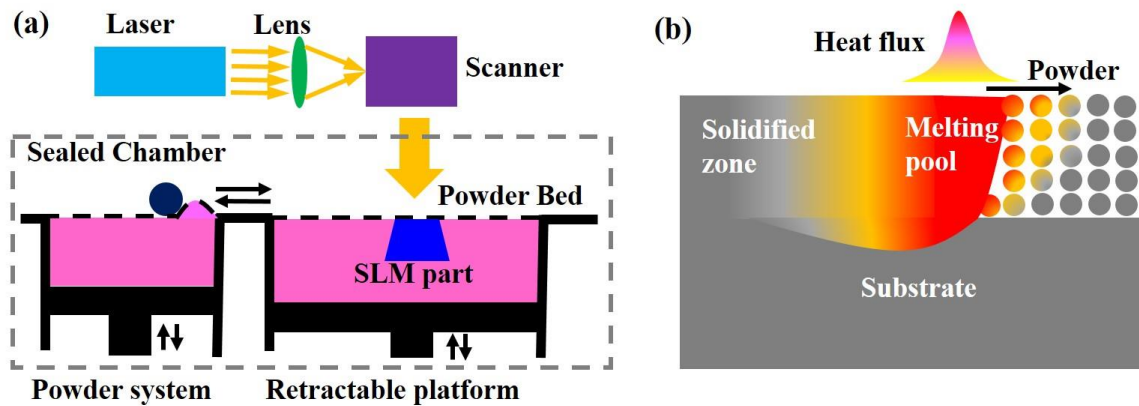 (a)
Laser
Lens
Scanner
Sealed Chamber
Powder Bed
SLM part
Powder system
Retractable platform
(b)
Heat flux
Powder
Solidified
zone
Melting
pool
Substrate